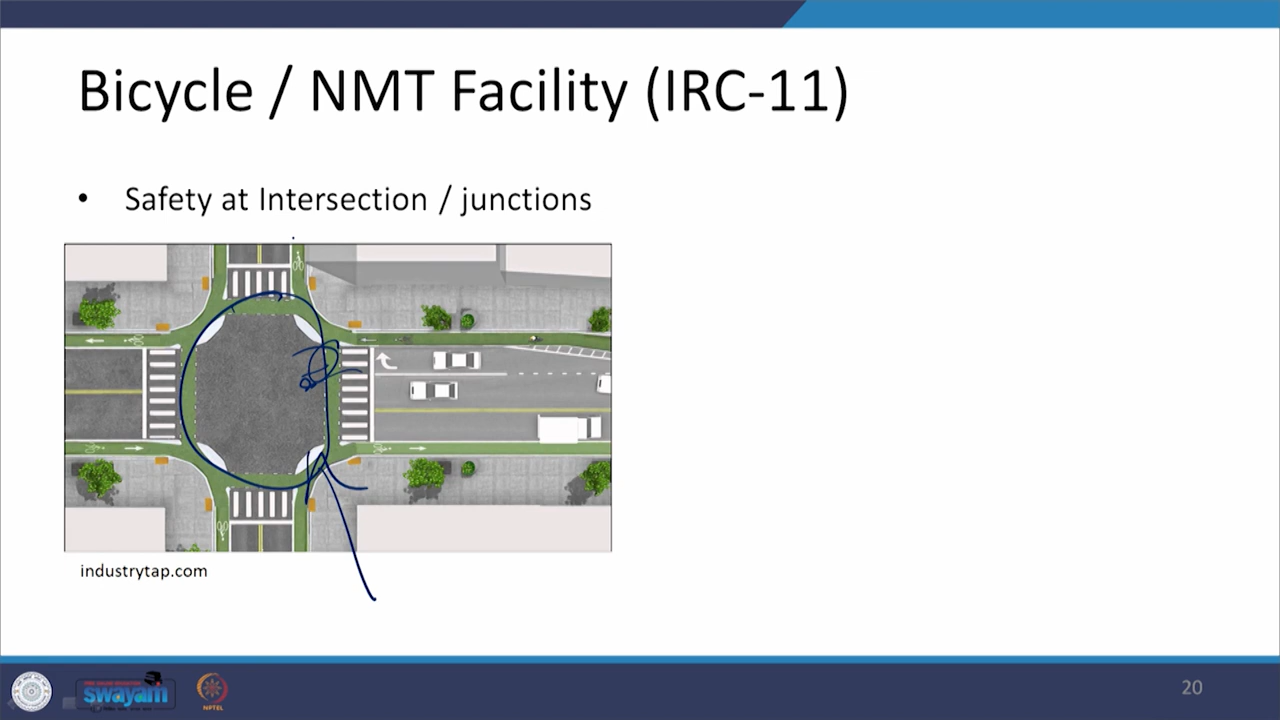 Bicycle / NMT Facility (IRC-11)
• Safety at Intersection / junctions
industrytap.com
swayam
NPTEL
20